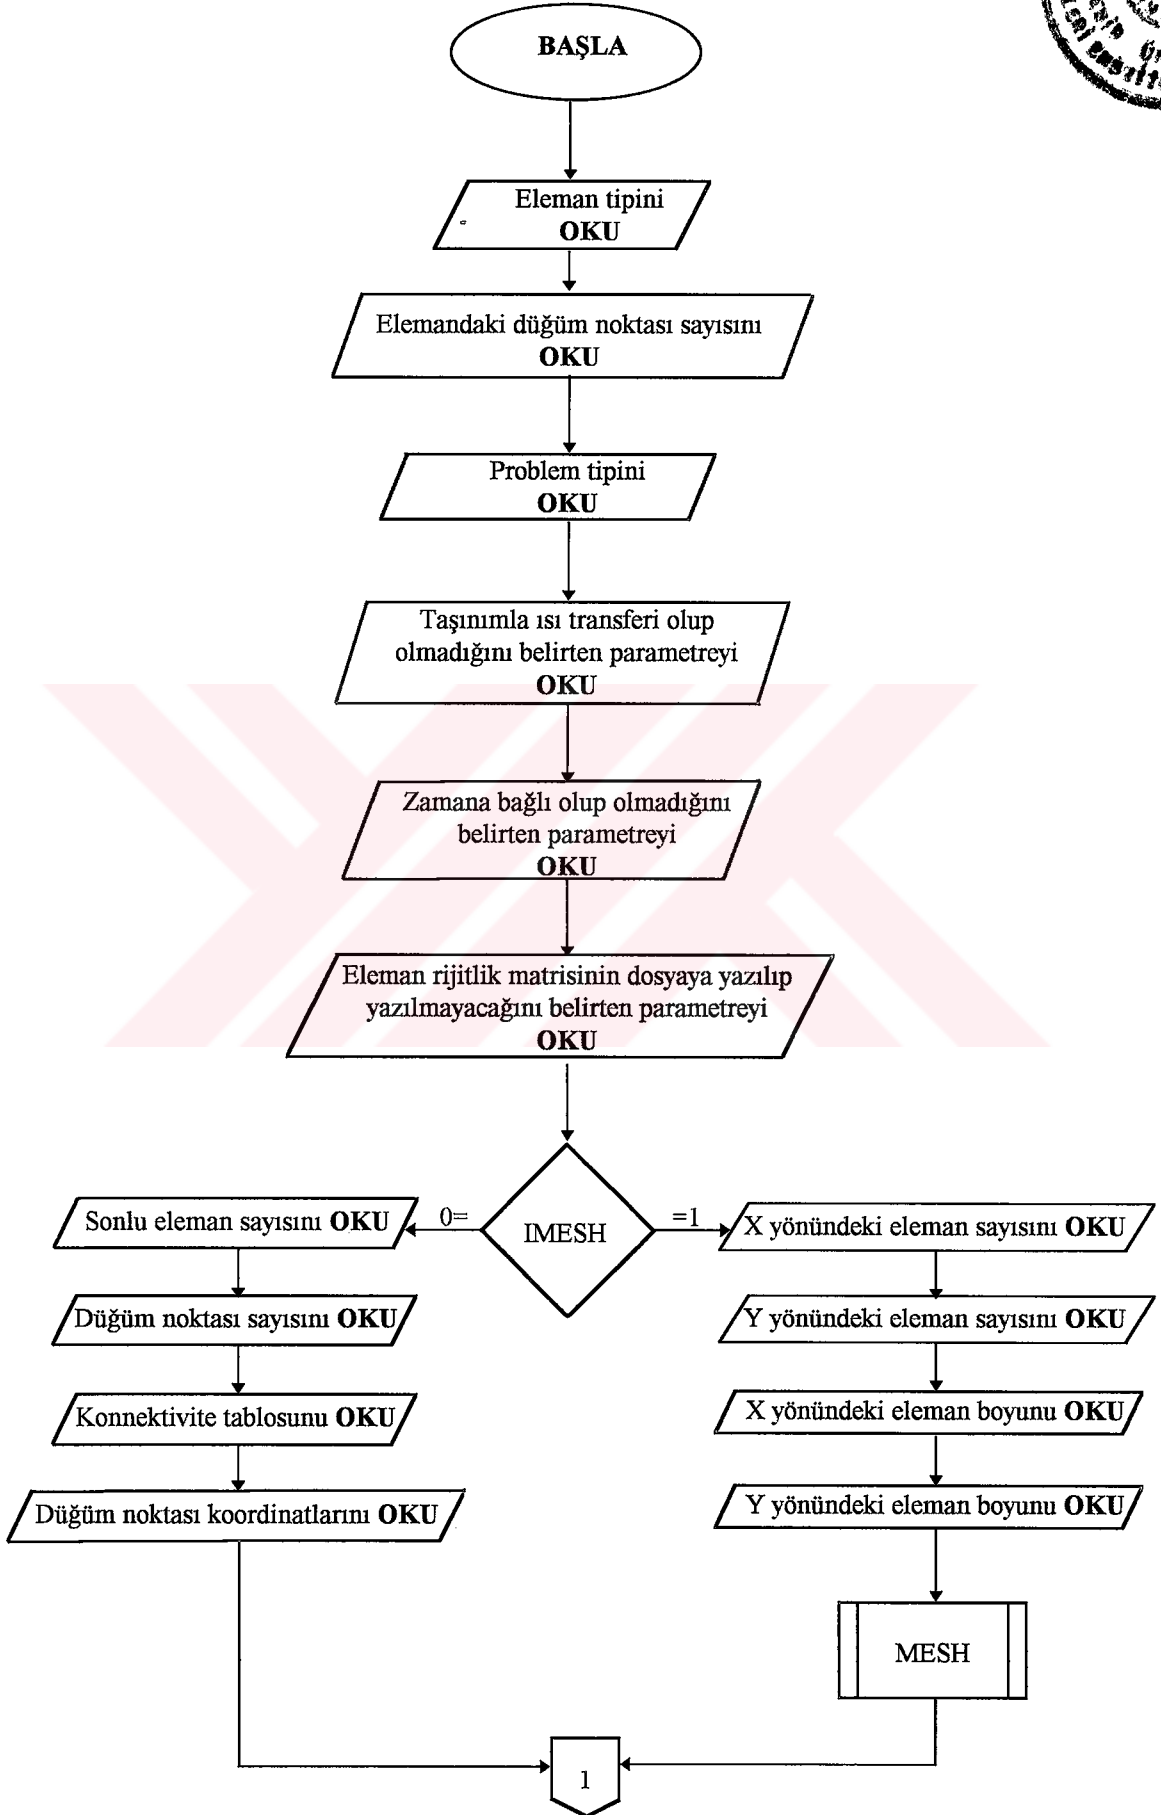 BAŞLA
Eleman tipini
OKU
Elemandaki düğüm noktası sayısını
OKU
Problem tipini
OKU
Taşınımla ısı transferi olup
olmadığını belirten parametreyi
OKU
Zamana bağlı olup olmadığını
belirten parametreyi
OKU
Eleman rijitlik matrisinin dosyaya yazılıp
yazılmayacağını belirten parametreyi
OKU
IMESH
0=
=1
Sonlu eleman sayısını OKU
Düğüm noktası sayısını OKU
Konnektivite tablosunu OKU
Düğüm noktası koordinatlarını OKU
X yönündeki eleman sayısını OKU
Y yönündeki eleman sayısını OKU
X yönündeki eleman boyunu OKU
Y yönündeki eleman boyunu OKU
MESH
1